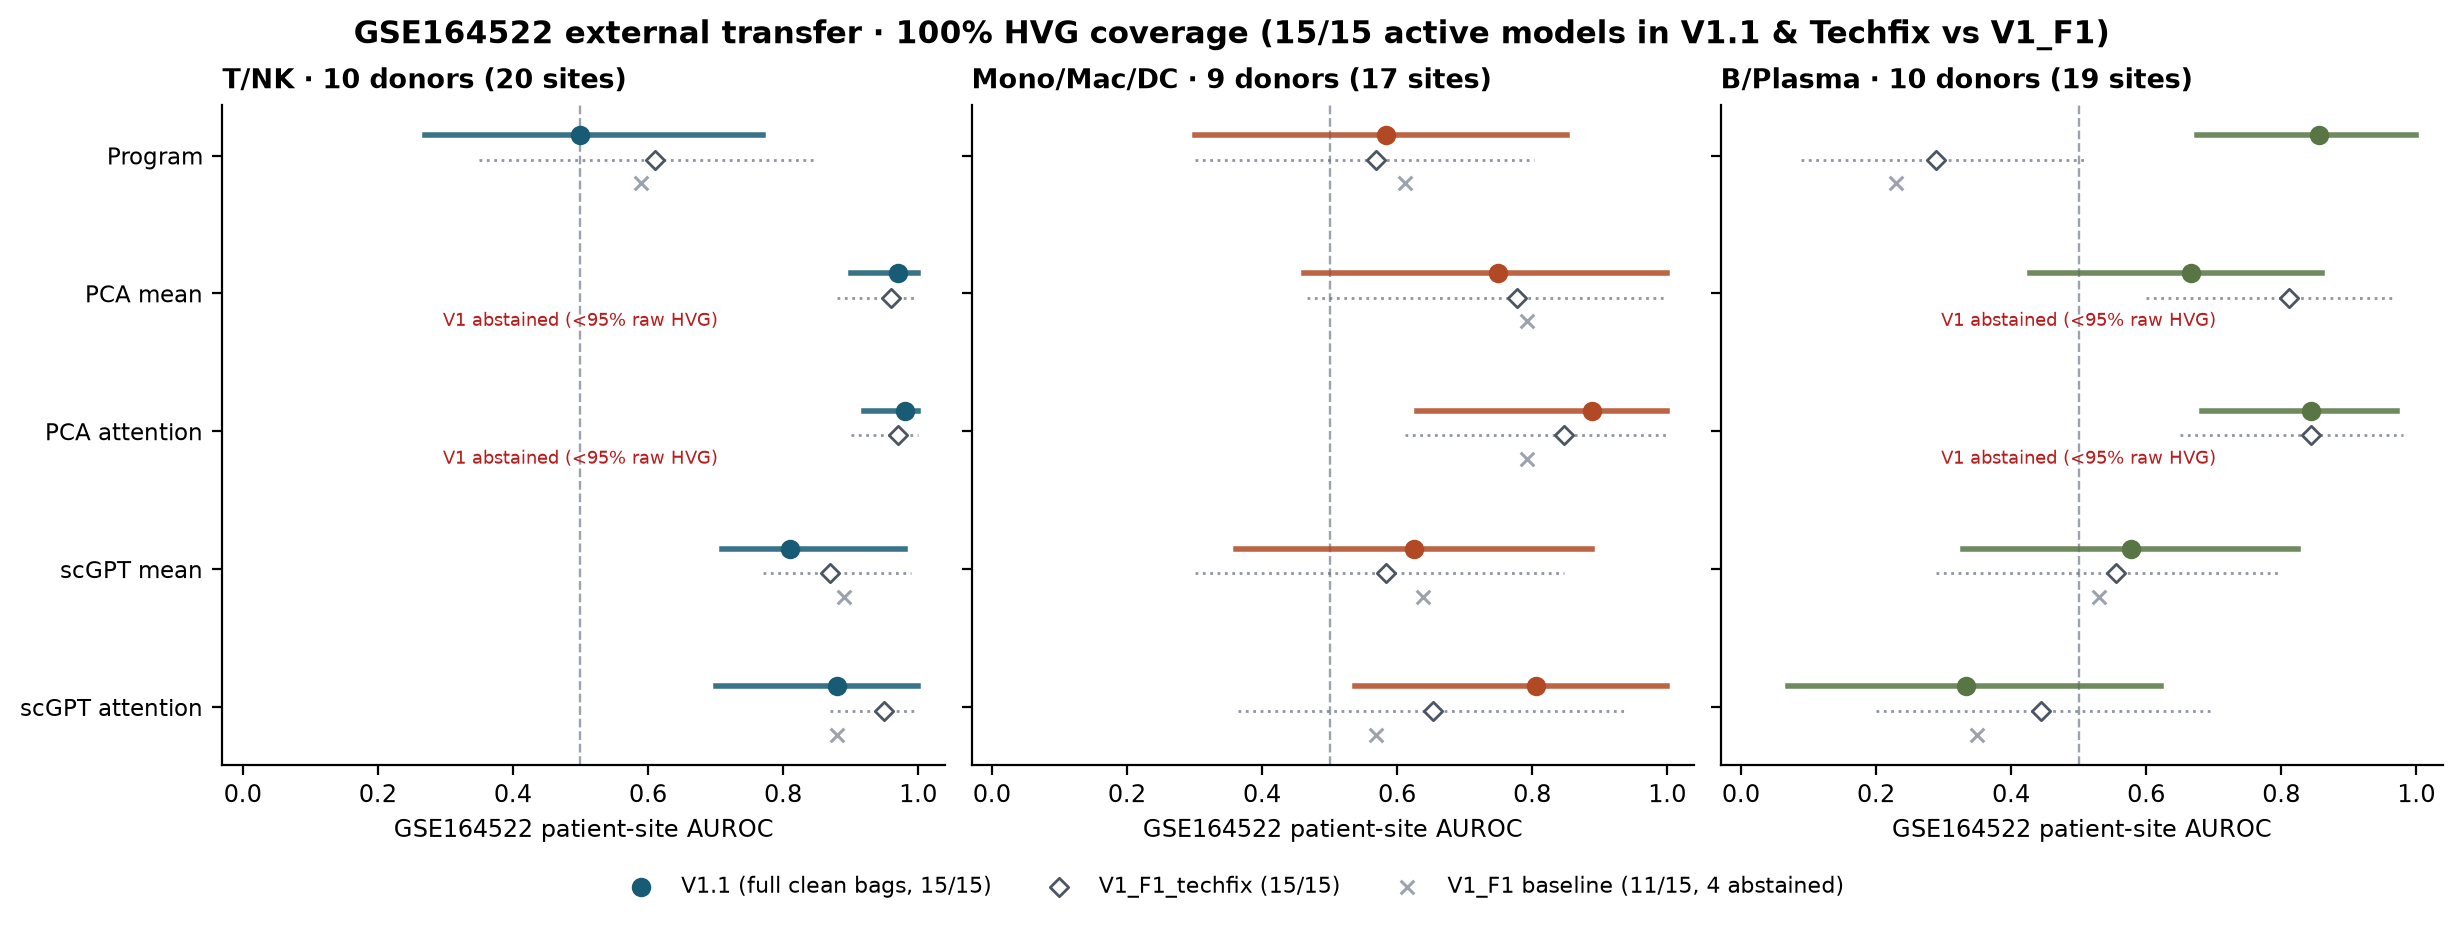 GSE164522 external transfer · 100% HVG coverage (15/15 active models in V1.1 & Techfix vs V1_F1)
T/NK · 10 donors (20 sites)
Mono/Mac/DC · 9 donors (17 sites)
B/Plasma · 10 donors (19 sites)
Program
PCA mean
V1 abstained (<95% raw HVG)
V1 abstained (<95% raw HVG)
PCA attention
V1 abstained (<95% raw HVG)
V1 abstained (<95% raw HVG)
scGPT mean
scGPT attention
0.0 0.2 0.4 0.6 0.8 1.0
0.0 0.2 0.4 0.6 0.8 1.0
0.0 0.2 0.4 0.6 0.8 1.0
GSE164522 patient-site AUROC
GSE164522 patient-site AUROC
GSE164522 patient-site AUROC
V1.1 (full clean bags, 15/15)
V1_F1_techfix (15/15)
V1_F1 baseline (11/15, 4 abstained)